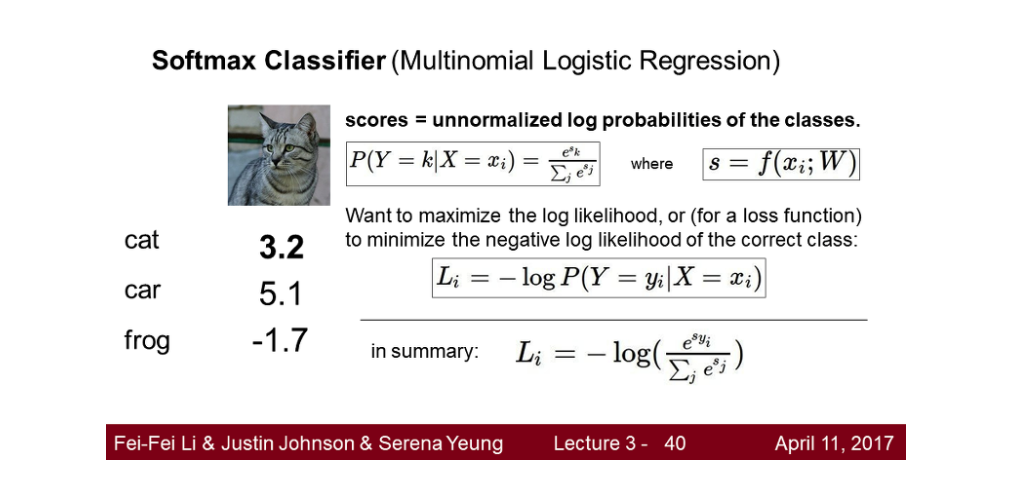 Softmax Classifier (Multinomial Logistic Regression)
scores = unnormalized log probabilities of the classes.
P(Y = k|X = x_i) = \frac{e^{s_k}}{\sum_j e^{s_j}} where s = f(x_i; W)
Want to maximize the log likelihood, or (for a loss function)
to minimize the negative log likelihood of the correct class:
L_i = − log P(Y = y_i|X = x_i)
cat 3.2
car 5.1
frog -1.7
in summary: L_i = − log(\frac{e^{s_{y_i}}}{\sum_j e^{s_j}})
Fei-Fei Li & Justin Johnson & Serena Yeung Lecture 3 - 40 April 11, 2017